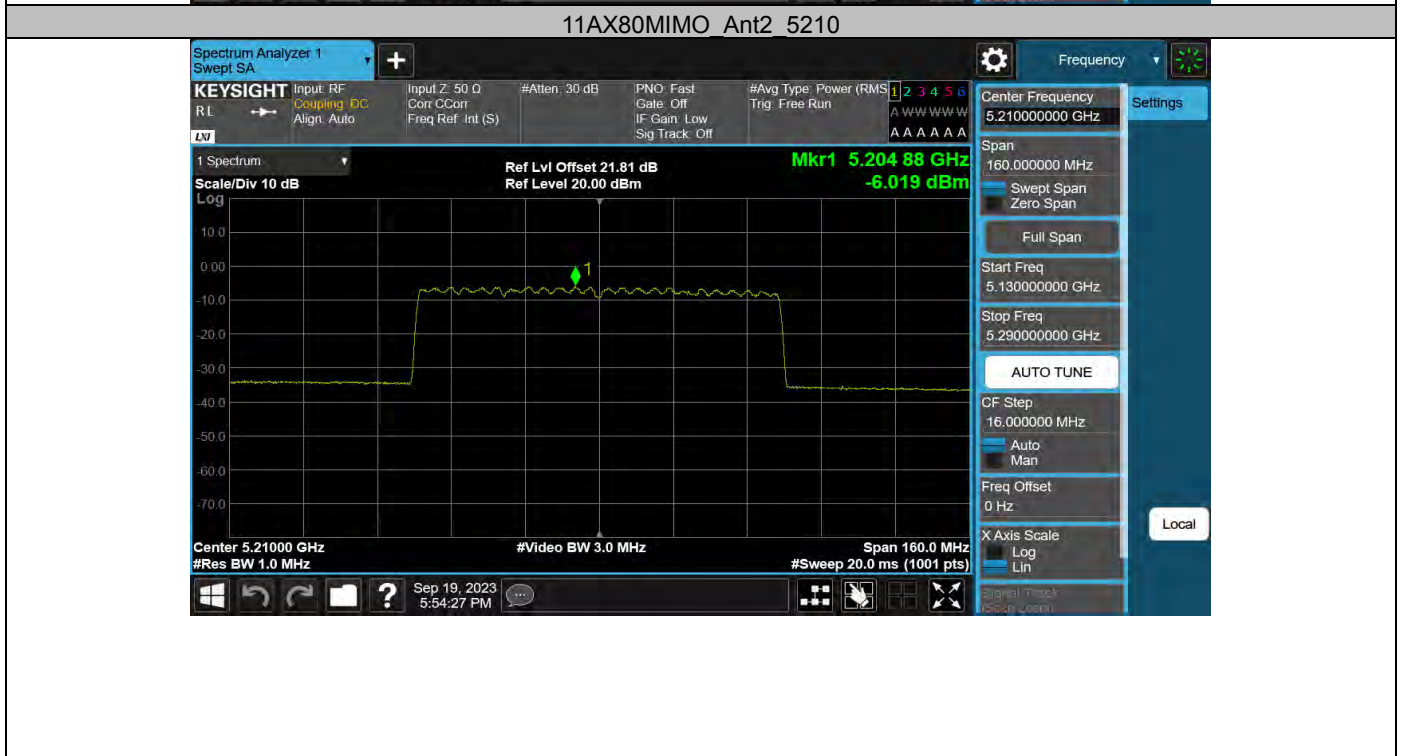 11AX80MIMO_Ant2_5210
Spectrum Analyzer 1
Swept SA
+
Frequency
KEYSIGHT
RL
LXI
Input: RF
Coupling: DC
Align: Auto
Input Z: 50 Ω
Corr CCorr
Freq Ref: Int (S)
#Atten: 30 dB
PNO: Fast
Gate: Off
IF Gain: Low
Sig Track: Off
#Avg Type: Power (RMS
Trig: Free Run
1 2 3 4 5 6
A W W W W W
A A A A A A
1 Spectrum
Scale/Div 10 dB
Ref Lvl Offset 21.81 dB
Ref Level 20.00 dBm
Mkr1 5.204 88 GHz
-6.019 dBm
Log
10.0
0.00
-10.0
-20.0
-30.0
-40.0
-50.0
-60.0
-70.0
1
Center 5.21000 GHz
#Res BW 1.0 MHz
#Video BW 3.0 MHz
Span 160.0 MHz
#Sweep 20.0 ms (1001 pts)
?
Sep 19, 2023
5:54:27 PM
Center Frequency
5.210000000 GHz
Settings
Span
160.000000 MHz
Swept Span
Zero Span
Full Span
Start Freq
5.130000000 GHz
Stop Freq
5.290000000 GHz
AUTO TUNE
CF Step
16.000000 MHz
Auto
Man
Freq Offset
0 Hz
X Axis Scale
Log
Lin
Local
Signal Track
(Span Zoom)